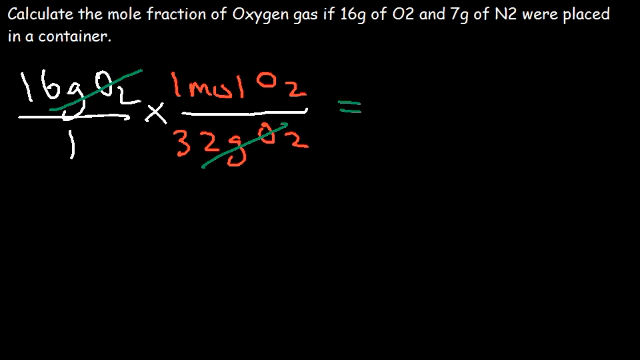 Calculate the mole fraction of Oxygen gas if 16g of O2 and 7g of N2 were placed
in a container.
16g O2 1mol O2
× =
1 32g O2